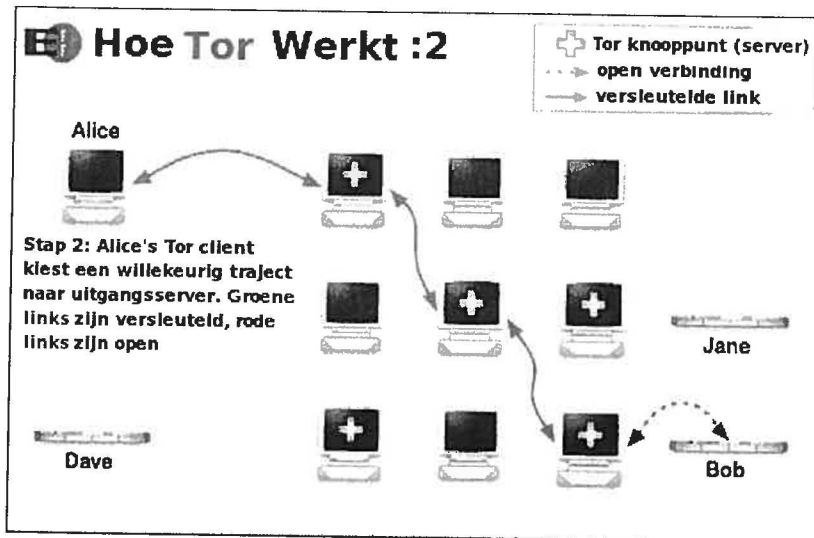 Hoe Tor Werkt :2
Tor knooppunt (server)
open verbinding
versleutelde link
Alice
Stap 2: Alice's Tor client
kiest een willekeurig traject
naar uitgangsserver. Groene
links zijn versleuteld, rode
links zijn open
Jane
Dave
Bob